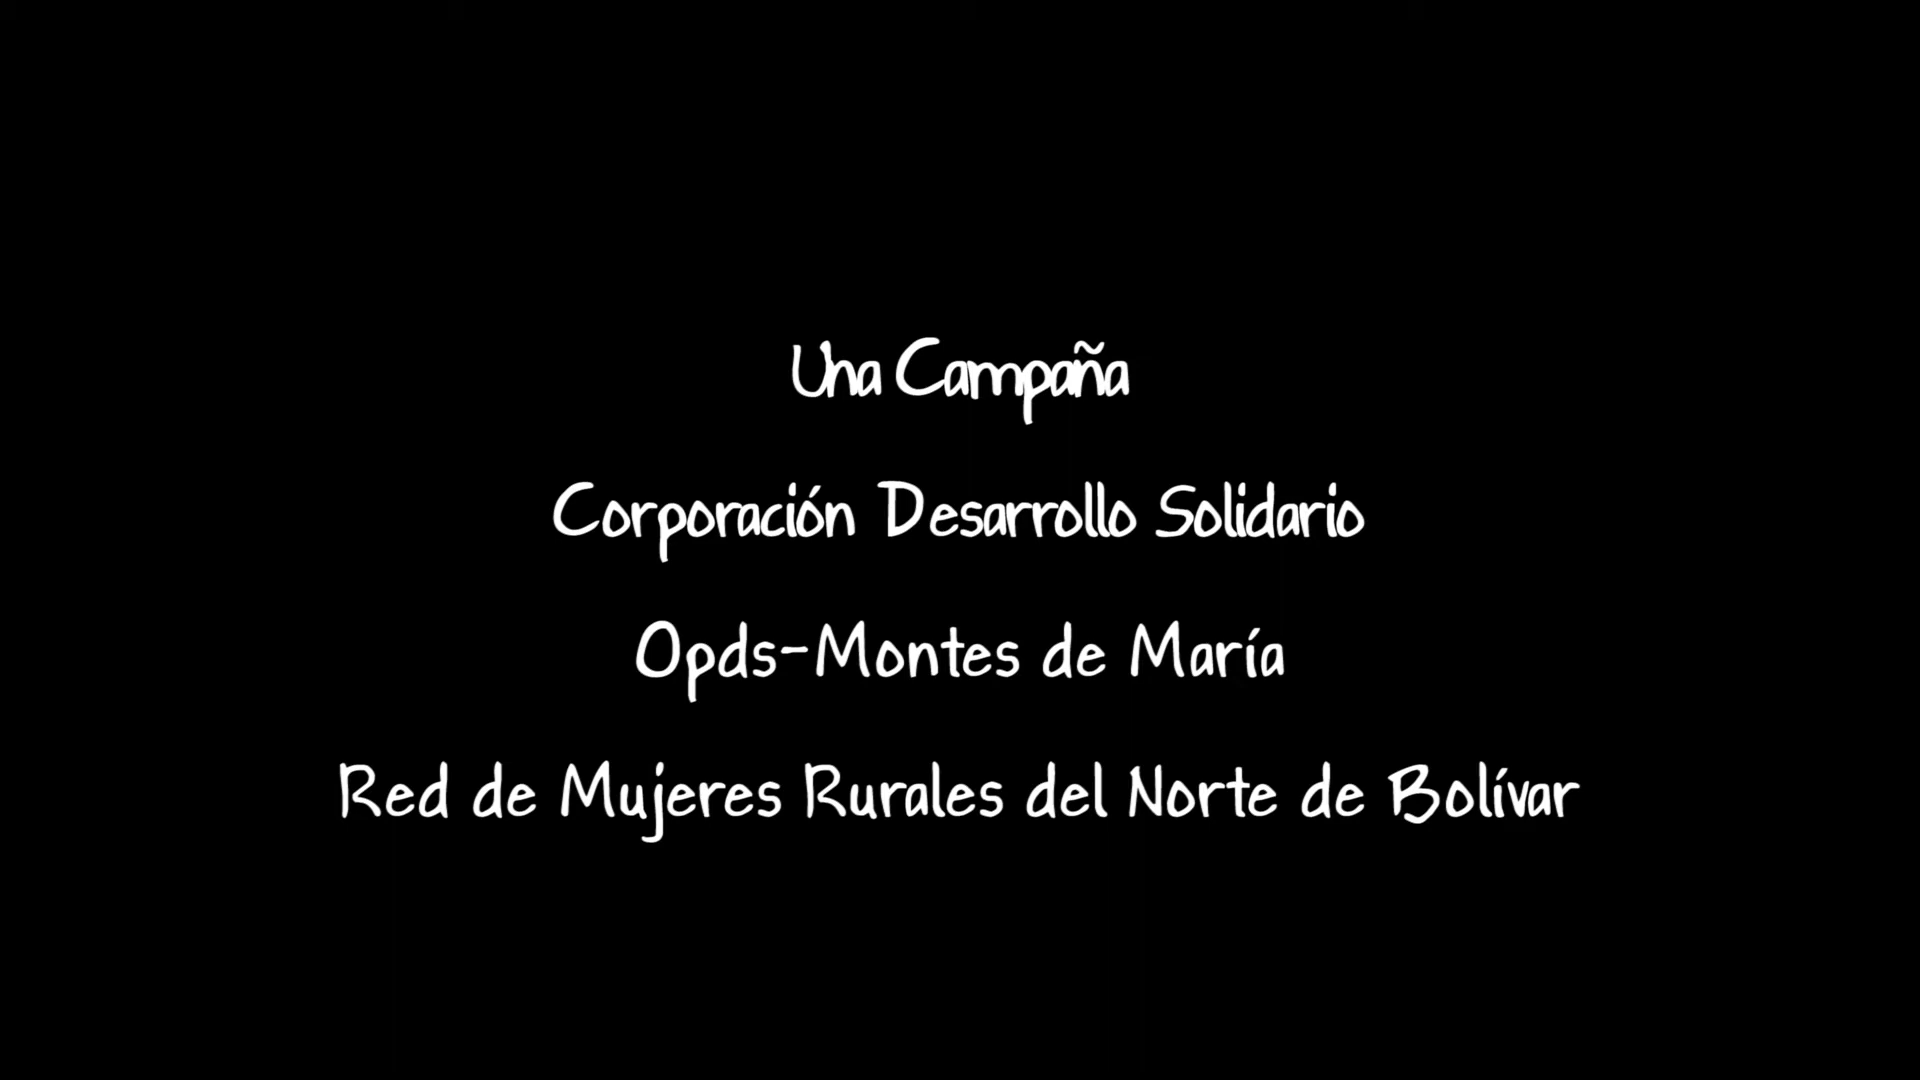 Una Campaña
Corporación Desarrollo Solidario
Opds-Montes de María
Red de Mujeres Rurales del Norte de Bolívar